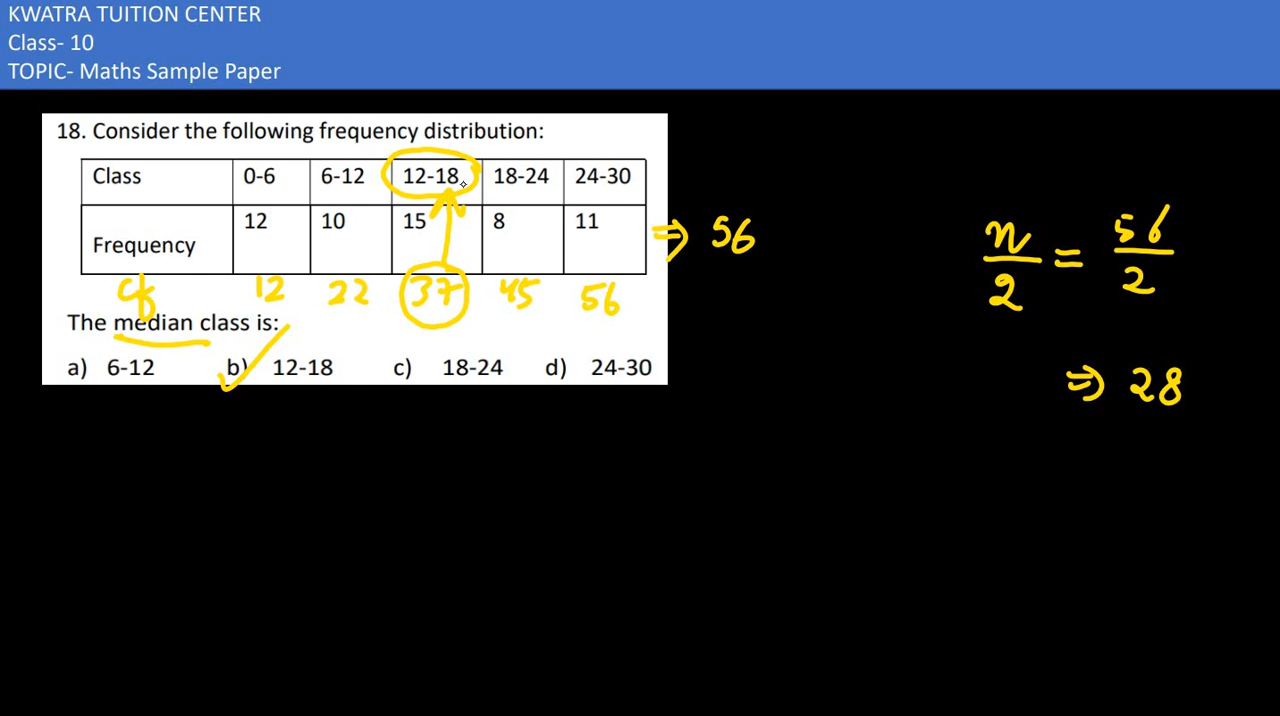 KWATRA TUITION CENTER
Class- 10
TOPIC- Maths Sample Paper
18. Consider the following frequency distribution:
Class 0-6 6-12 12-18 18-24 24-30
Frequency 12 10 15 8 11 ⇒ 56
cf 12 22 37 45 56
The median class is:
a) 6-12 b) 12-18 c) 18-24 d) 24-30
n/2 = 56/2
⇒ 28